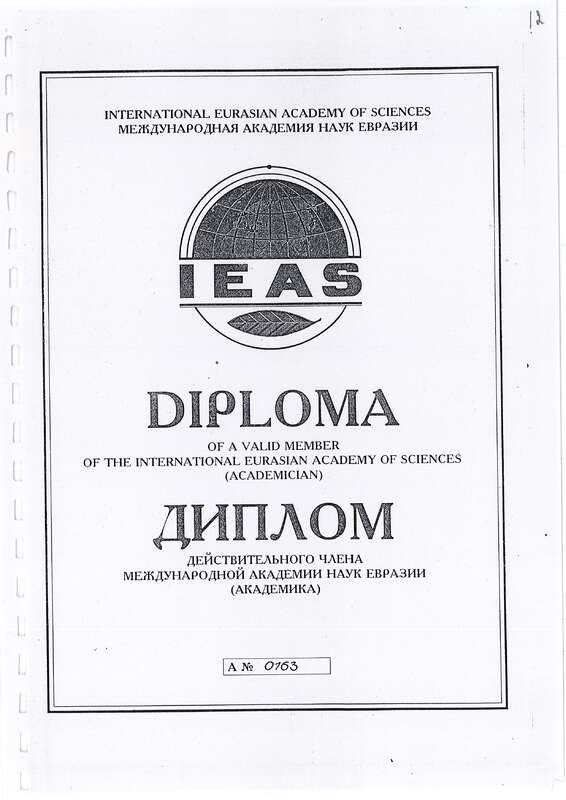 12
INTERNATIONAL EURASIAN ACADEMY OF SCIENCES
МЕЖДУНАРОДНАЯ АКАДЕМИЯ НАУК ЕВРАЗИИ
IEAS
DIPLOMA
OF A VALID MEMBER
OF THE INTERNATIONAL EURASIAN ACADEMY OF SCIENCES
(ACADEMICIAN)
ДИПЛОМ
ДЕЙСТВИТЕЛЬНОГО ЧЛЕНА
МЕЖДУНАРОДНОЙ АКАДЕМИИ НАУК ЕВРАЗИИ
(АКАДЕМИКА)
А № 0163